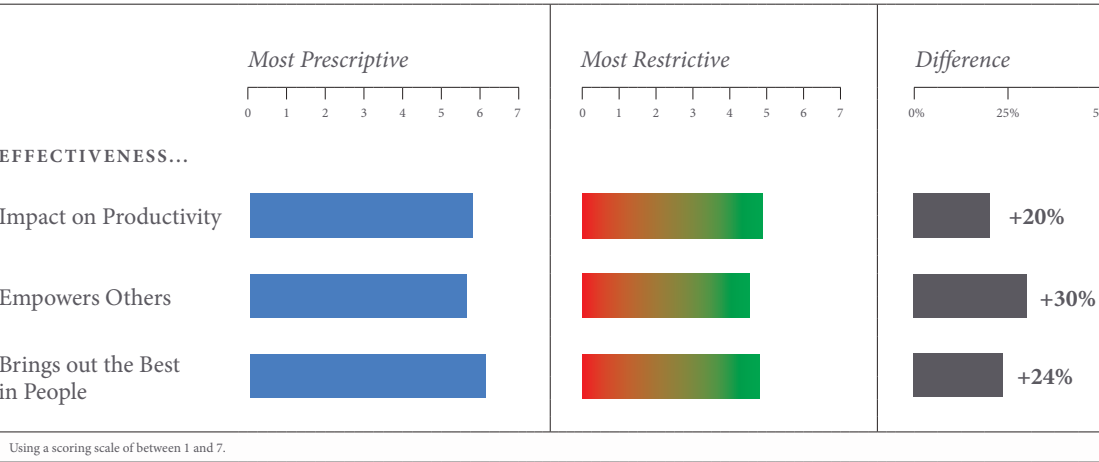 Most Prescriptive
Most Restrictive
Difference
0 1 2 3 4 5 6 7
0 1 2 3 4 5 6 7
0% 25% 5
EFFECTIVENESS...
Impact on Productivity
+20%
Empowers Others
+30%
Brings out the Best
in People
+24%
Using a scoring scale of between 1 and 7.